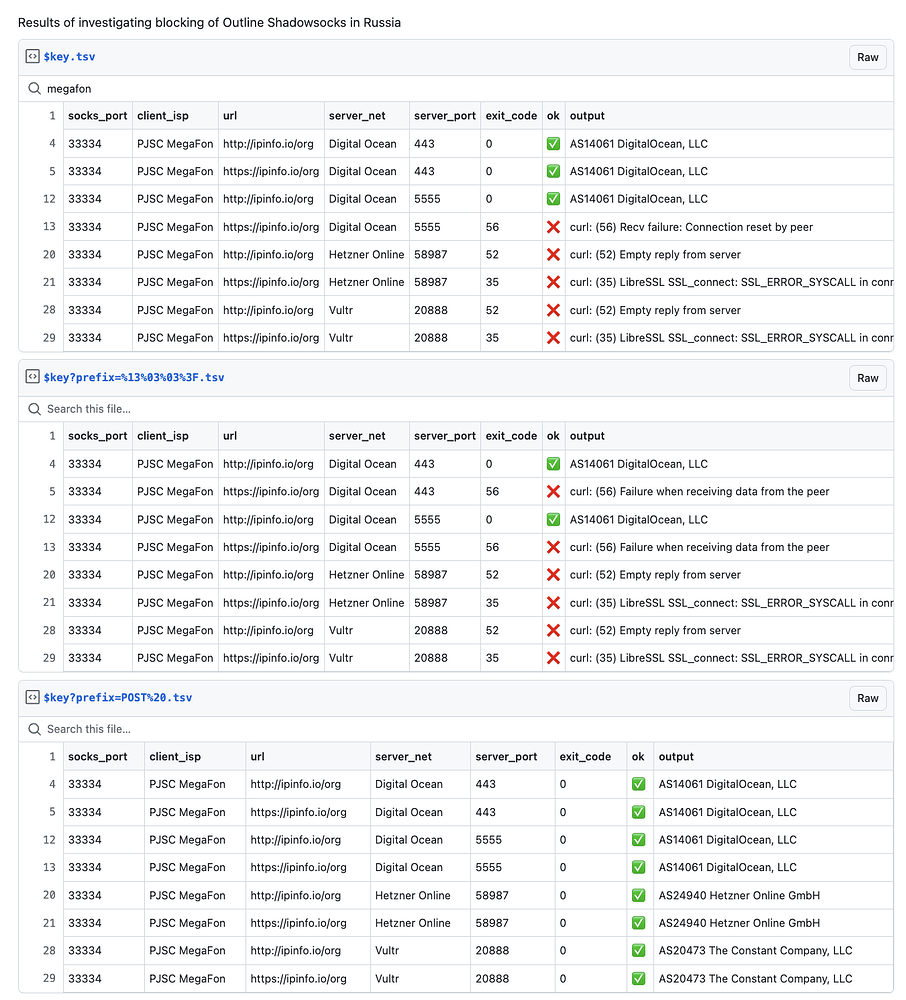 Results of investigating blocking of Outline Shadowsocks in Russia
$key.tsv Raw
megafon
1 socks_port client_isp url server_net server_port exit_code ok output
4 33334 PJSC MegaFon http://ipinfo.io/org Digital Ocean 443 0 ✅ AS14061 DigitalOcean, LLC
5 33334 PJSC MegaFon https://ipinfo.io/org Digital Ocean 443 0 ✅ AS14061 DigitalOcean, LLC
12 33334 PJSC MegaFon http://ipinfo.io/org Digital Ocean 5555 0 ✅ AS14061 DigitalOcean, LLC
13 33334 PJSC MegaFon https://ipinfo.io/org Digital Ocean 5555 56 ❌ curl: (56) Recv failure: Connection reset by peer
20 33334 PJSC MegaFon http://ipinfo.io/org Hetzner Online 58987 52 ❌ curl: (52) Empty reply from server
21 33334 PJSC MegaFon https://ipinfo.io/org Hetzner Online 58987 35 ❌ curl: (35) LibreSSL SSL_connect: SSL_ERROR_SYSCALL in conn
28 33334 PJSC MegaFon http://ipinfo.io/org Vultr 20888 52 ❌ curl: (52) Empty reply from server
29 33334 PJSC MegaFon https://ipinfo.io/org Vultr 20888 35 ❌ curl: (35) LibreSSL SSL_connect: SSL_ERROR_SYSCALL in conn
$key?prefix=%13%03%03%3F.tsv Raw
Search this file...
1 socks_port client_isp url server_net server_port exit_code ok output
4 33334 PJSC MegaFon http://ipinfo.io/org Digital Ocean 443 0 ✅ AS14061 DigitalOcean, LLC
5 33334 PJSC MegaFon https://ipinfo.io/org Digital Ocean 443 56 ❌ curl: (56) Failure when receiving data from the peer
12 33334 PJSC MegaFon http://ipinfo.io/org Digital Ocean 5555 0 ✅ AS14061 DigitalOcean, LLC
13 33334 PJSC MegaFon https://ipinfo.io/org Digital Ocean 5555 56 ❌ curl: (56) Failure when receiving data from the peer
20 33334 PJSC MegaFon http://ipinfo.io/org Hetzner Online 58987 52 ❌ curl: (52) Empty reply from server
21 33334 PJSC MegaFon https://ipinfo.io/org Hetzner Online 58987 35 ❌ curl: (35) LibreSSL SSL_connect: SSL_ERROR_SYSCALL in conn
28 33334 PJSC MegaFon http://ipinfo.io/org Vultr 20888 52 ❌ curl: (52) Empty reply from server
29 33334 PJSC MegaFon https://ipinfo.io/org Vultr 20888 35 ❌ curl: (35) LibreSSL SSL_connect: SSL_ERROR_SYSCALL in conn
$key?prefix=POST%20.tsv Raw
Search this file...
1 socks_port client_isp url server_net server_port exit_code ok output
4 33334 PJSC MegaFon http://ipinfo.io/org Digital Ocean 443 0 ✅ AS14061 DigitalOcean, LLC
5 33334 PJSC MegaFon https://ipinfo.io/org Digital Ocean 443 0 ✅ AS14061 DigitalOcean, LLC
12 33334 PJSC MegaFon http://ipinfo.io/org Digital Ocean 5555 0 ✅ AS14061 DigitalOcean, LLC
13 33334 PJSC MegaFon https://ipinfo.io/org Digital Ocean 5555 0 ✅ AS14061 DigitalOcean, LLC
20 33334 PJSC MegaFon http://ipinfo.io/org Hetzner Online 58987 0 ✅ AS24940 Hetzner Online GmbH
21 33334 PJSC MegaFon https://ipinfo.io/org Hetzner Online 58987 0 ✅ AS24940 Hetzner Online GmbH
28 33334 PJSC MegaFon http://ipinfo.io/org Vultr 20888 0 ✅ AS20473 The Constant Company, LLC
29 33334 PJSC MegaFon https://ipinfo.io/org Vultr 20888 0 ✅ AS20473 The Constant Company, LLC